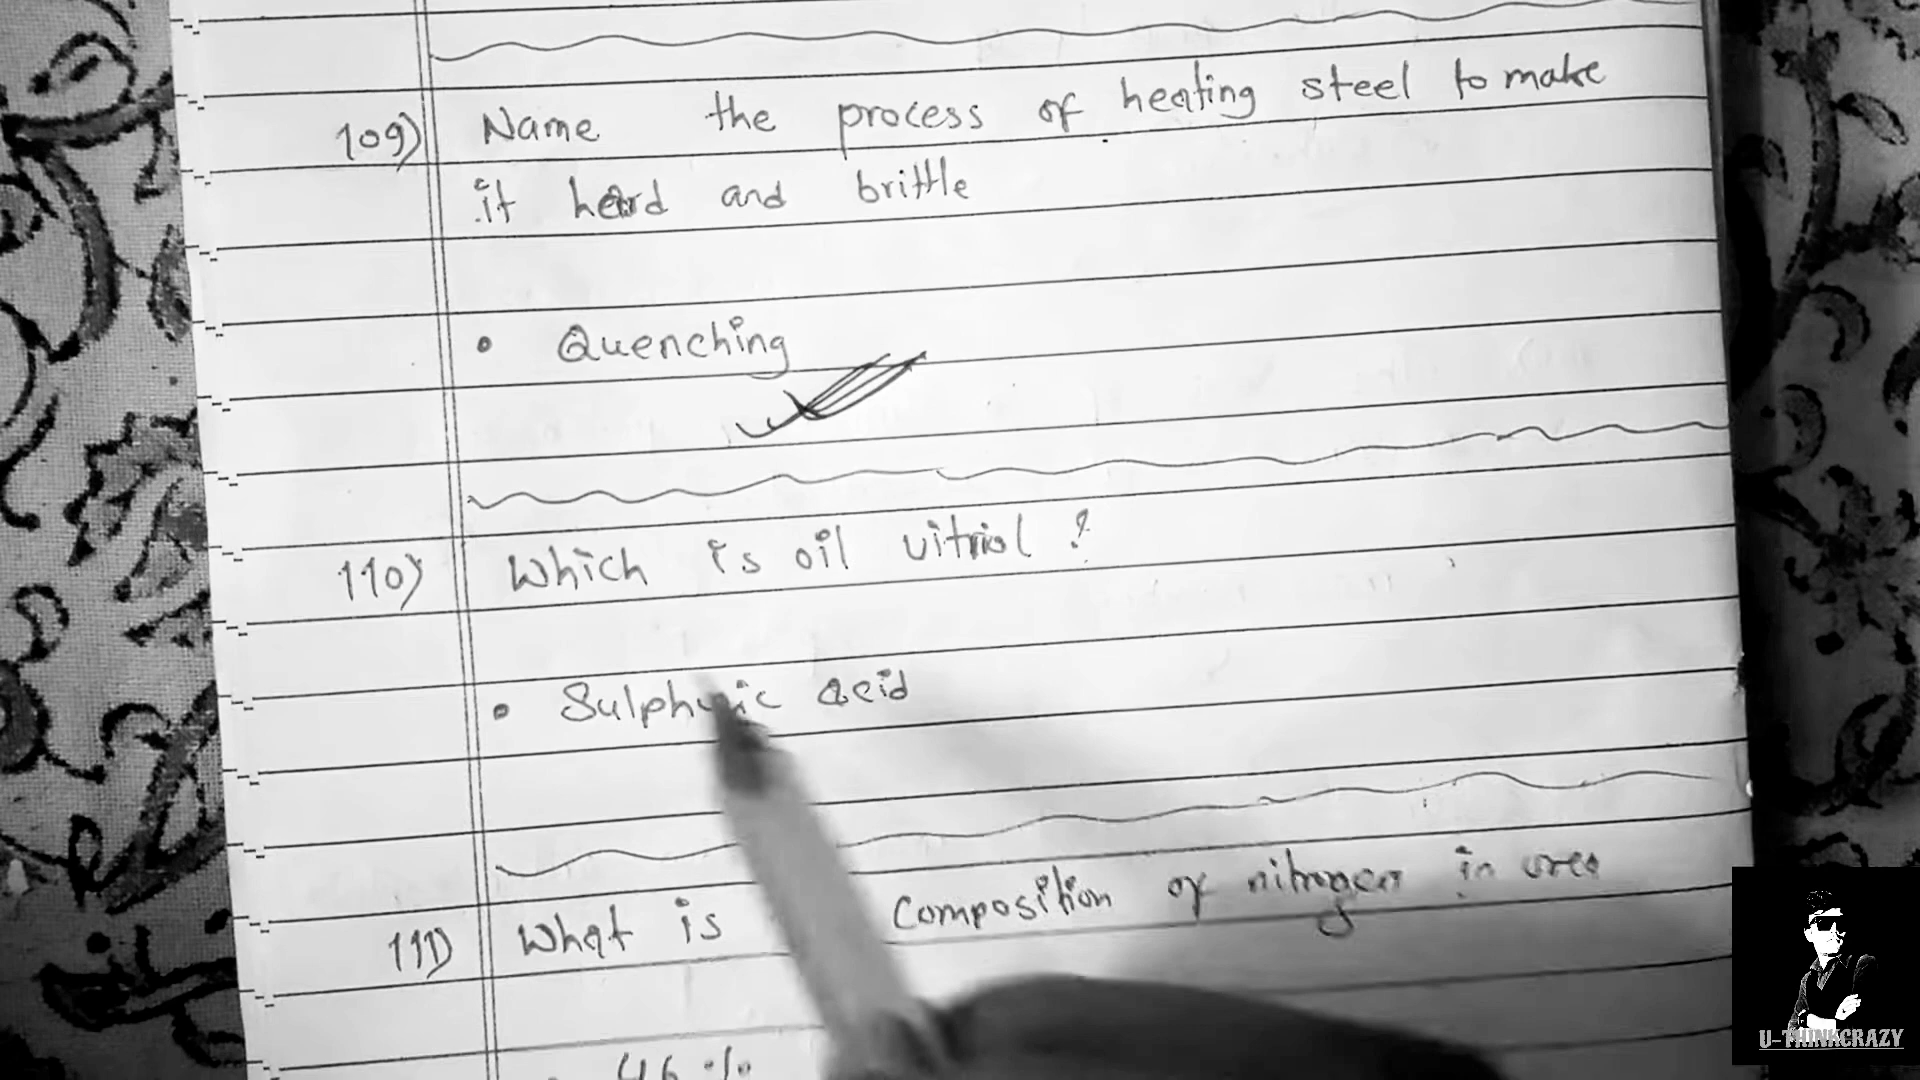 109) Name the process of heating steel to make
it hard and brittle
• Quenching
110) Which is oil vitriol ?
• Sulphuric acid
111) What is composition of nitrogen in urea
46 %
U-THINKCRAZY